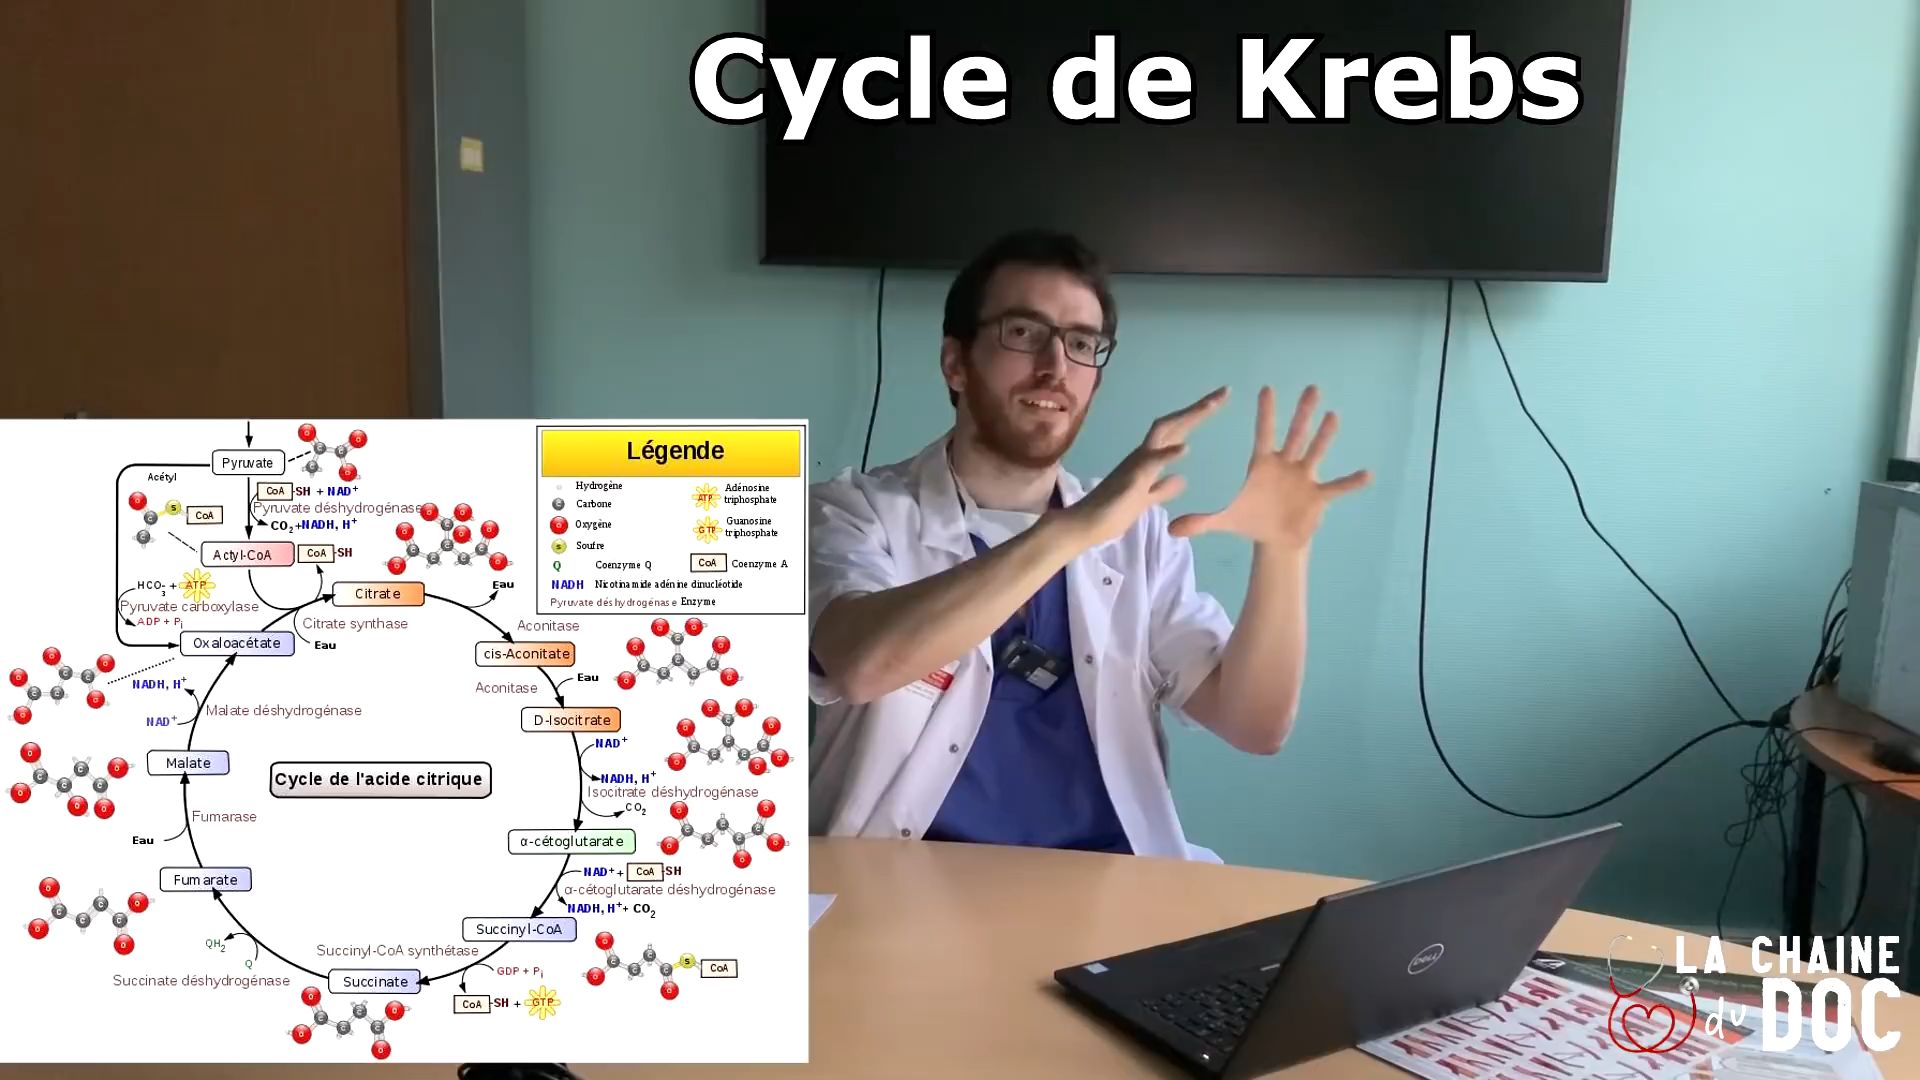 Cycle de Krebs
Pyruvate
Acétyl
CoA -SH + NAD+
Pyruvate déshydrogénase
CO2+NADH, H+
S CoA
Actyl-CoA
CoA -SH
HCO3- + ATP
Pyruvate carboxylase
ADP + Pi
Citrate
Citrate synthase
Eau
Eau
Oxaloacétate
Aconitase
cis-Aconitate
Aconitase
Eau
D-Isocitrate
NAD+
NADH, H+
Isocitrate déshydrogénase
CO2
α-cétoglutarate
NAD+ + CoA -SH
α-cétoglutarate déshydrogénase
NADH, H+ + CO2
Succinyl-CoA
Succinyl-CoA synthétase
GDP + Pi
CoA -SH + GTP
S CoA
Succinate
Q
QH2
Succinate déshydrogénase
Fumarate
Eau
Fumarase
Malate
NAD+
Malate déshydrogénase
NADH, H+
Cycle de l'acide citrique
Légende
Hydrogène
C Carbone
O Oxygène
S Soufre
Q Coenzyme Q
NADH Nicotinamide adénine dinucléotide
Pyruvate déshydrogénase Enzyme
ATP Adénosine triphosphate
GTP Guanosine triphosphate
CoA Coenzyme A
DELL
LA CHAINE
du DOC